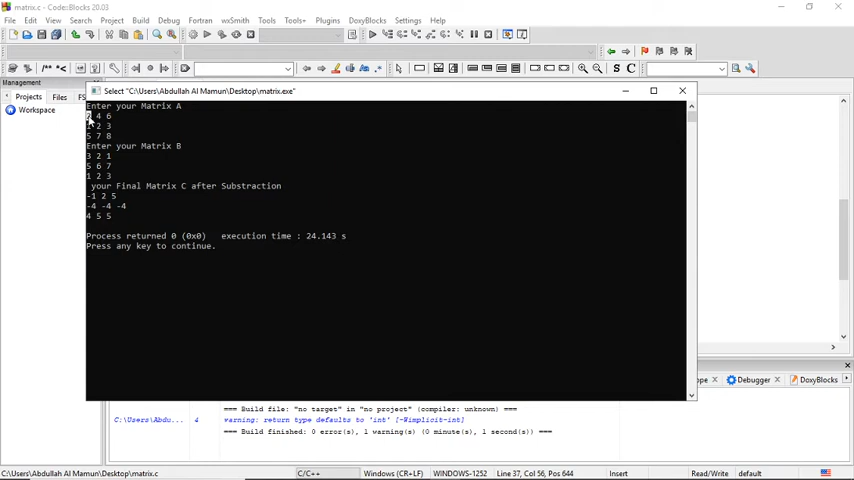 matrix.c - Code::Blocks 20.03
File Edit View Search Project Build Debug Fortran wxSmith Tools Tools+ Plugins DoxyBlocks Settings Help
/** *<
S C
Management
Projects Files FS
Workspace
Select "C:\Users\Abdullah Al Mamun\Desktop\matrix.exe"
Enter your Matrix A
2 4 6
1 2 3
5 7 8
Enter your Matrix B
3 2 1
5 6 7
1 2 3
your Final Matrix C after Substraction
-1 2 5
-4 -4 -4
4 5 5
Process returned 0 (0x0) execution time : 24.143 s
Press any key to continue.
ope Debugger DoxyBlocks
=== Build file: "no target" in "no project" (compiler: unknown) ===
C:\Users\Abdu... 4 warning: return type defaults to 'int' [-Wimplicit-int]
=== Build finished: 0 error(s), 1 warning(s) (0 minute(s), 1 second(s)) ===
C:\Users\Abdullah Al Mamun\Desktop\matrix.c C/C++ Windows (CR+LF) WINDOWS-1252 Line 37, Col 56, Pos 644 Insert Read/Write default